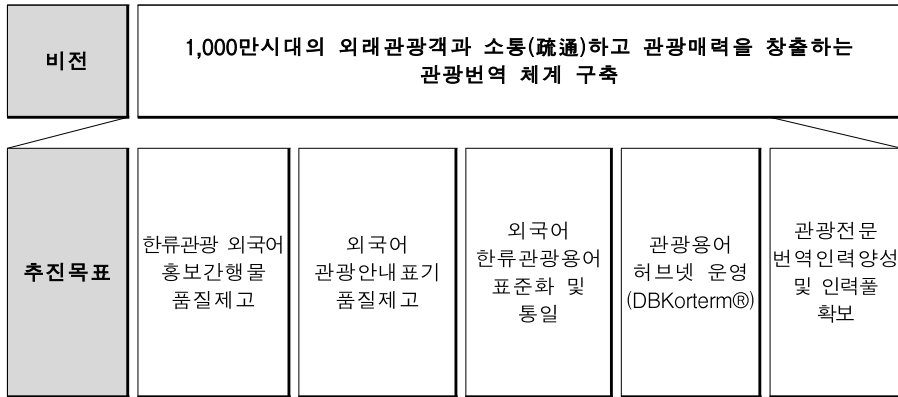 비전
1,000만시대의 외래관광객과 소통(疏通)하고 관광매력을 창출하는
관광번역 체계 구축
추진목표
한류관광 외국어
홍보간행물
품질제고
외국어
관광안내표기
품질제고
외국어
한류관광용어
표준화 및
통일
관광용어
허브넷 운영
(DBKorterm®)
관광전문
번역인력양성
및 인력풀
확보